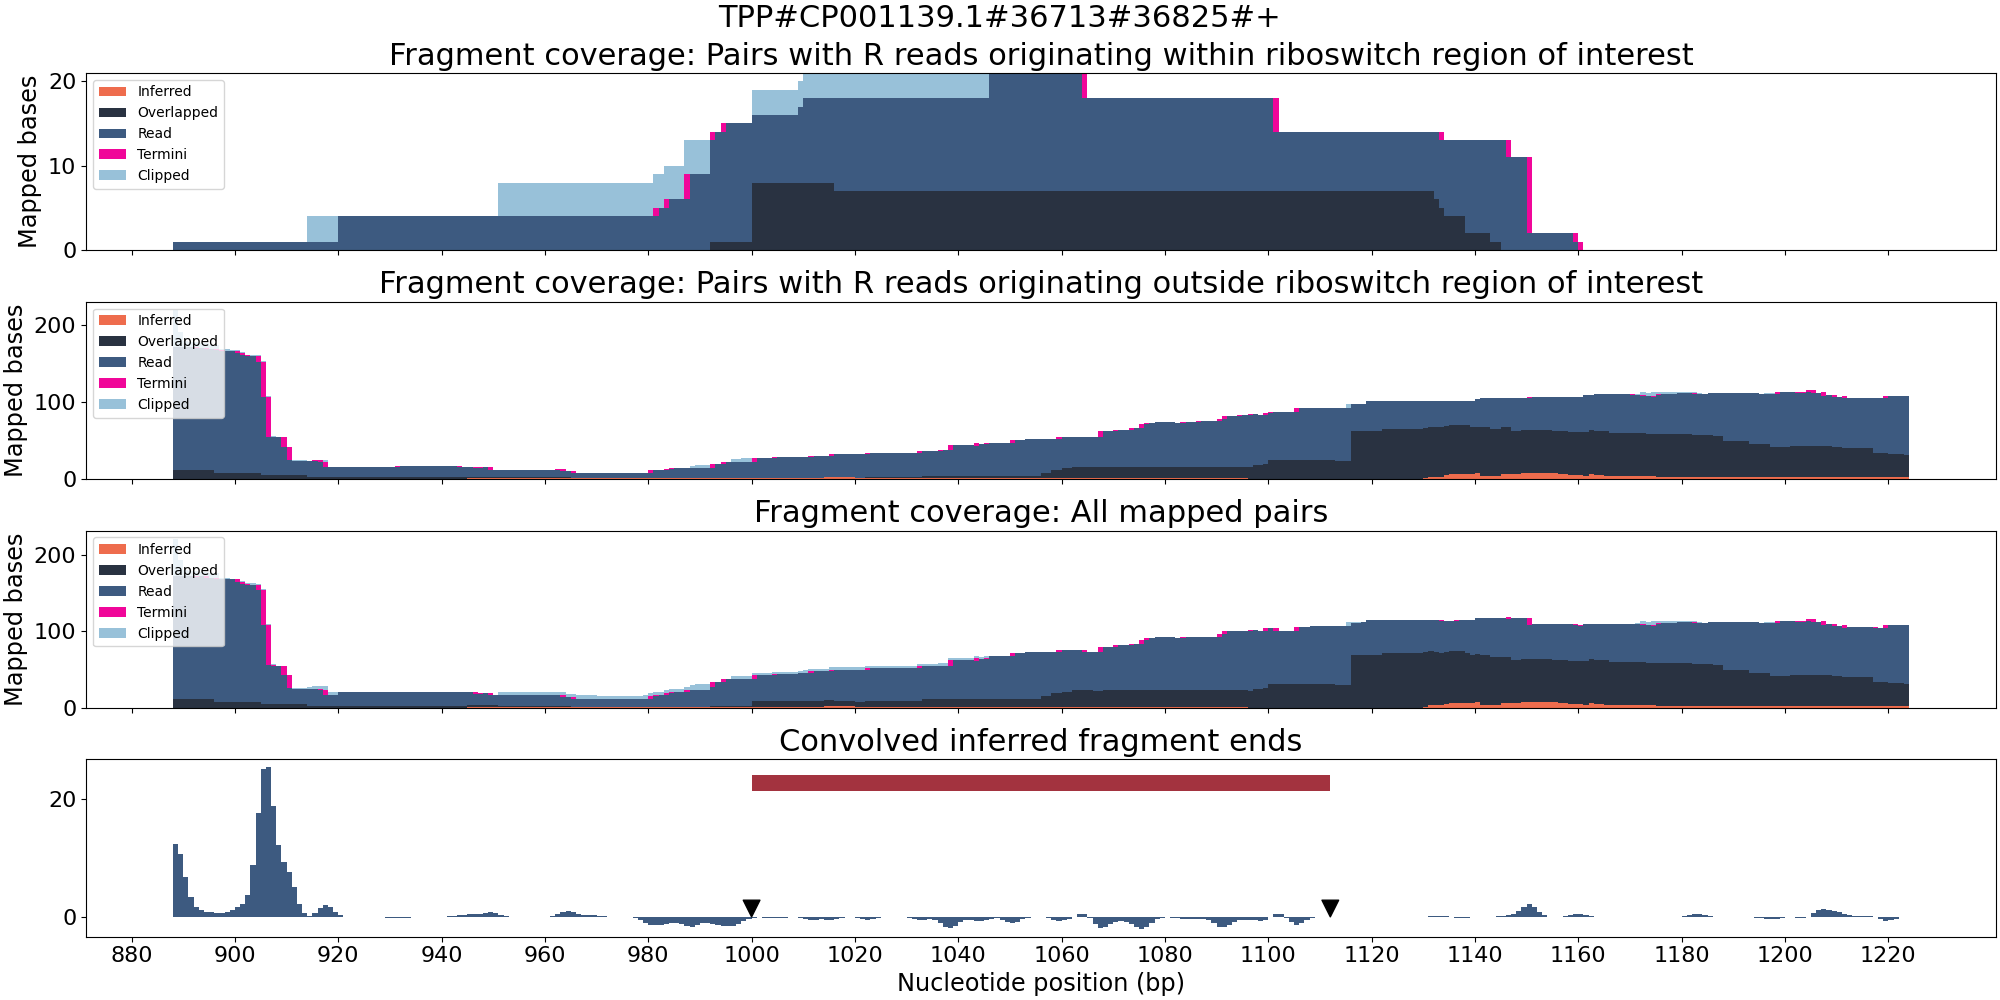 TPP#CP001139.1#36713#36825#+
Fragment coverage: Pairs with R reads originating within riboswitch region of interest
Mapped bases
20
10
0
Inferred
Overlapped
Read
Termini
Clipped
Fragment coverage: Pairs with R reads originating outside riboswitch region of interest
Mapped bases
200
100
0
Inferred
Overlapped
Read
Termini
Clipped
Fragment coverage: All mapped pairs
Mapped bases
200
100
0
Inferred
Overlapped
Read
Termini
Clipped
Convolved inferred fragment ends
20
0
880 900 920 940 960 980 1000 1020 1040 1060 1080 1100 1120 1140 1160 1180 1200 1220
Nucleotide position (bp)